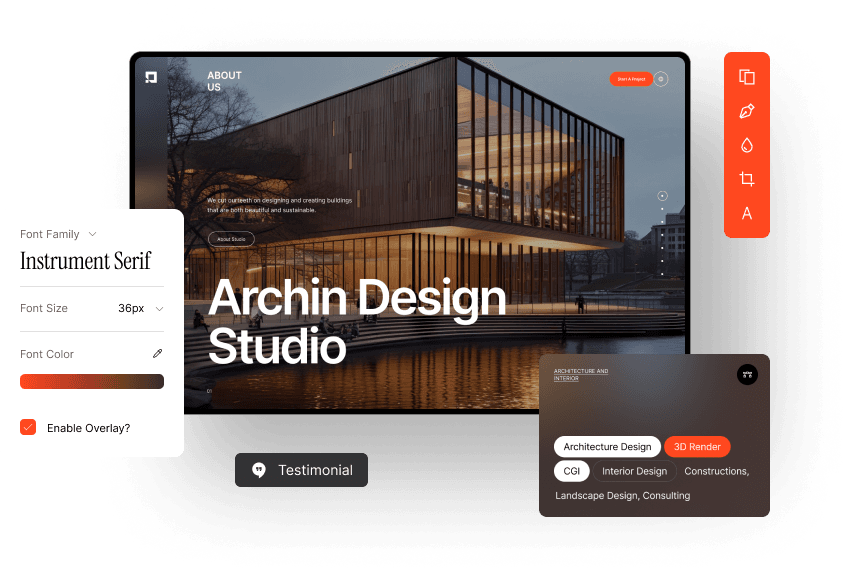 ABOUT
US
Start A Project
We cut our teeth on designing and creating buildings
that are both beautiful and sustainable.
About Studio
Archin Design
Studio
01
Font Family
Instrument Serif
Font Size 36px
Font Color
Enable Overlay?
A
ARCHITECTURE AND
INTERIOR
Architecture Design 3D Render
CGI Interior Design Constructions,
Landscape Design, Consulting
Testimonial